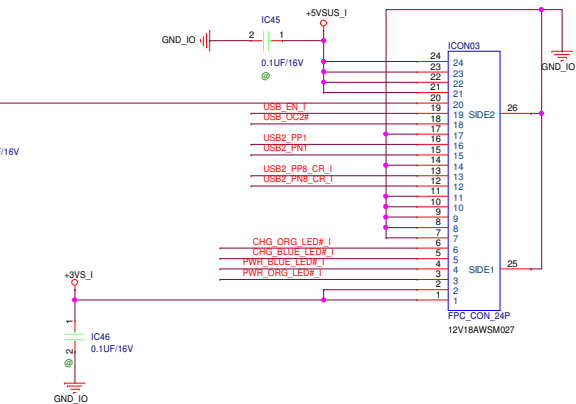 IC45
+5VSUS_I
GND_IO
2
1
0.1UF/16V
@
ICON03
GND_IO
24
24
23
23
22
22
21
21
20
20
USB_EN_I
19
19
SIDE2
26
USB_OC2#
18
18
17
17
USB2_PP1
16
16
USB2_PN1
15
15
14
14
USB2_PP8_CR_I
13
13
USB2_PN8_CR_I
12
12
11
11
10
10
9
9
8
8
7
7
CHG_ORG_LED#_I
6
6
CHG_BLUE_LED#_I
5
5
PWR_BLUE_LED#_I
4
4
SIDE1
25
PWR_ORG_LED#_I
3
3
2
2
1
1
FPC_CON_24P
12V18AWSM027
/16V
+3VS_I
1
IC46
0.1UF/16V
2
@
GND_IO